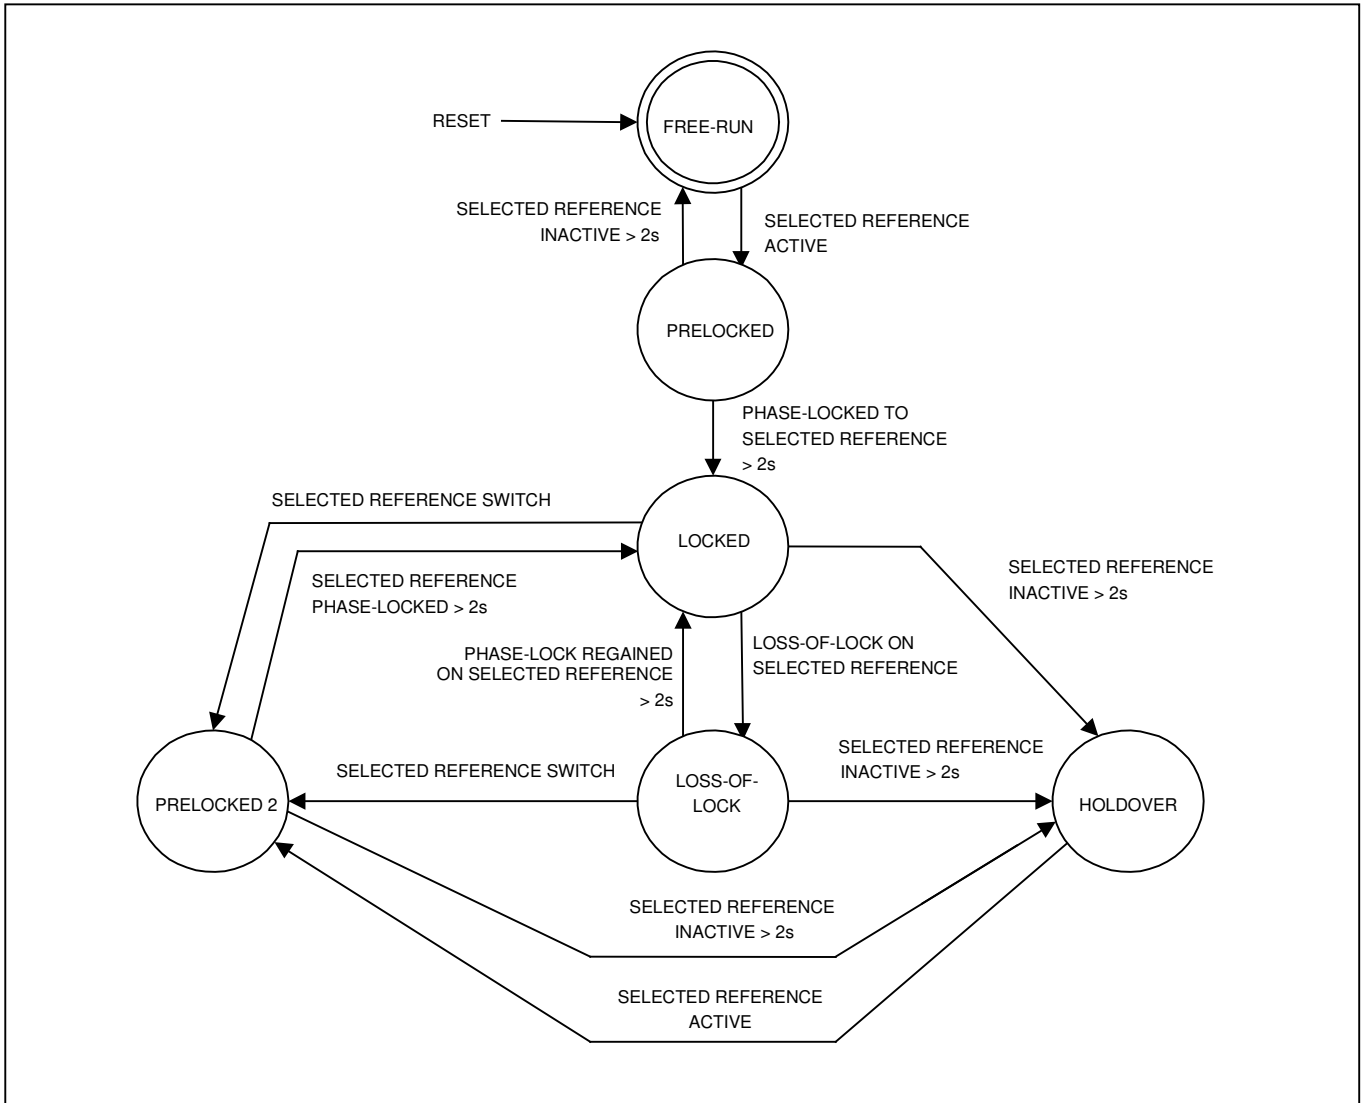 RESET
FREE-RUN
SELECTED REFERENCE
INACTIVE > 2s
SELECTED REFERENCE
ACTIVE
PRELOCKED
PHASE-LOCKED TO
SELECTED REFERENCE
> 2s
SELECTED REFERENCE SWITCH
LOCKED
SELECTED REFERENCE
PHASE-LOCKED > 2s
SELECTED REFERENCE
INACTIVE > 2s
PHASE-LOCK REGAINED
ON SELECTED REFERENCE
> 2s
LOSS-OF-LOCK ON
SELECTED REFERENCE
SELECTED REFERENCE SWITCH
SELECTED REFERENCE
INACTIVE > 2s
PRELOCKED 2
LOSS-OF-
LOCK
HOLDOVER
SELECTED REFERENCE
INACTIVE > 2s
SELECTED REFERENCE
ACTIVE